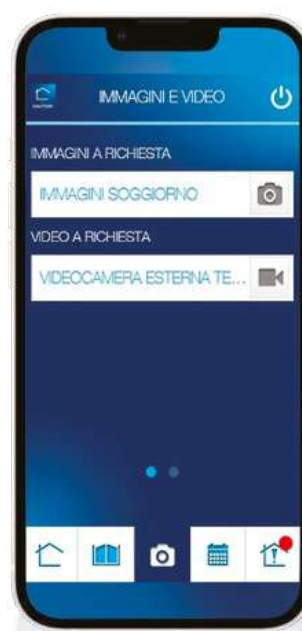 IMMAGINI E VIDEO
IMMAGINI A RICHIESTA
IMMAGINI SOGGIORNO
VIDEO A RICHIESTA
VIDEOCAMERA ESTERNA TE...